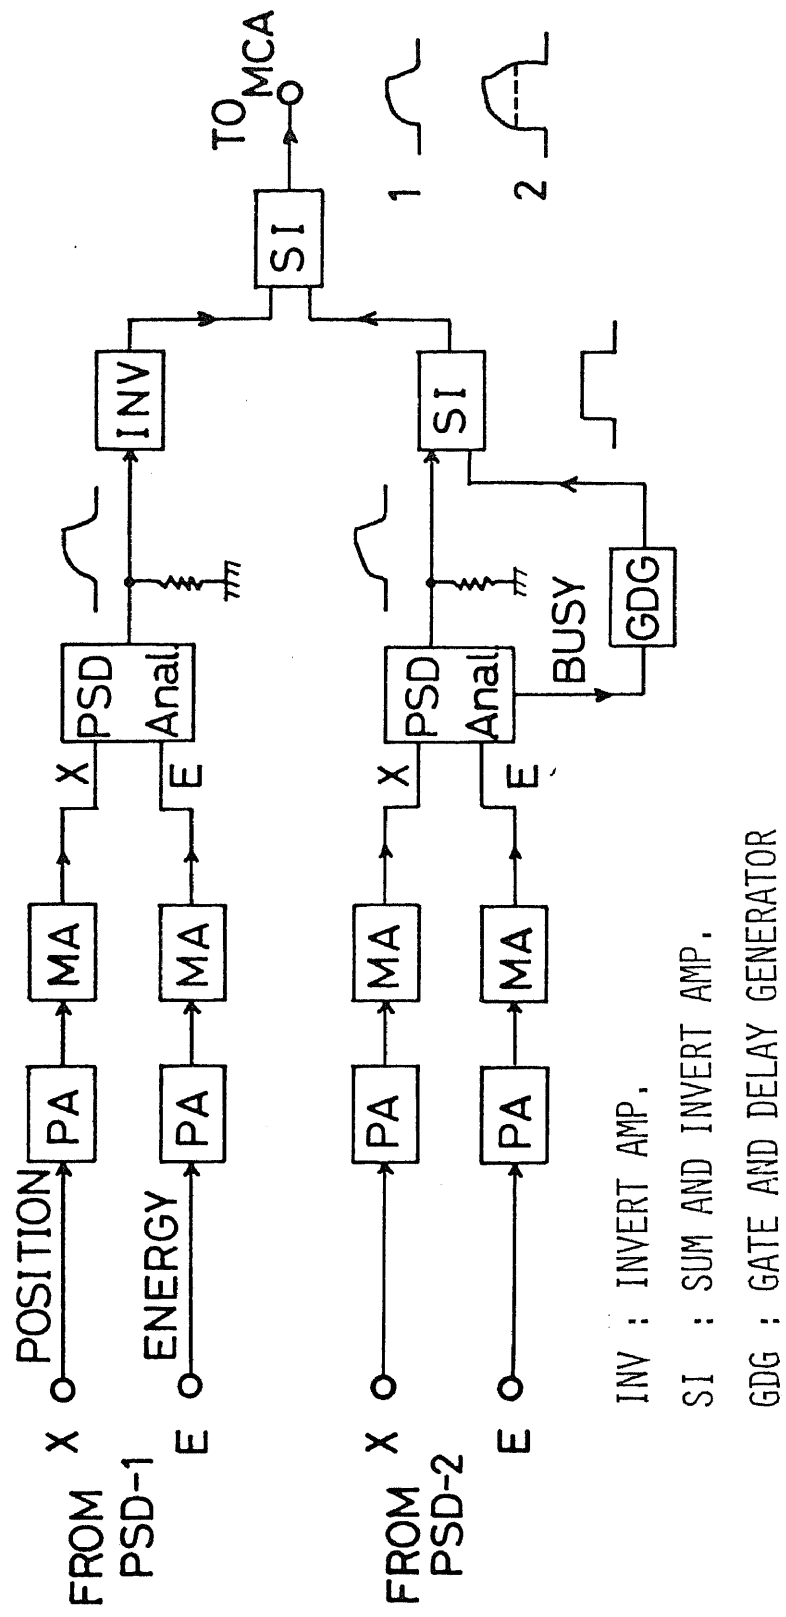 FROM
PSD-1
X
POSITION
PA
MA
X
E
ENERGY
PA
MA
E
PSD
Anal.
INV
SI
TO
MCA
FROM
PSD-2
X
PA
MA
X
E
PA
MA
E
PSD
Anal.
BUSY
GDG
SI
1
2
INV : INVERT AMP.
SI : SUM AND INVERT AMP.
GDG : GATE AND DELAY GENERATOR